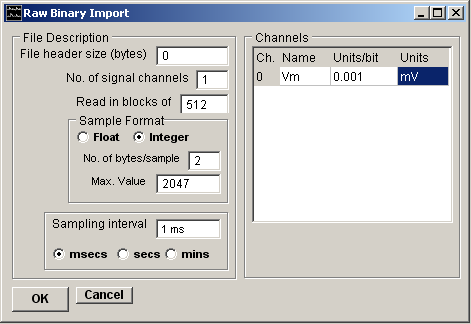 Raw Binary Import
File Description
File header size (bytes) 0
No. of signal channels 1
Read in blocks of 512
Sample Format
Float Integer
No. of bytes/sample 2
Max. Value 2047
Sampling interval 1 ms
msecs secs mins
OK Cancel
Channels
Ch. Name Units/bit Units
0 Vm 0.001 mV